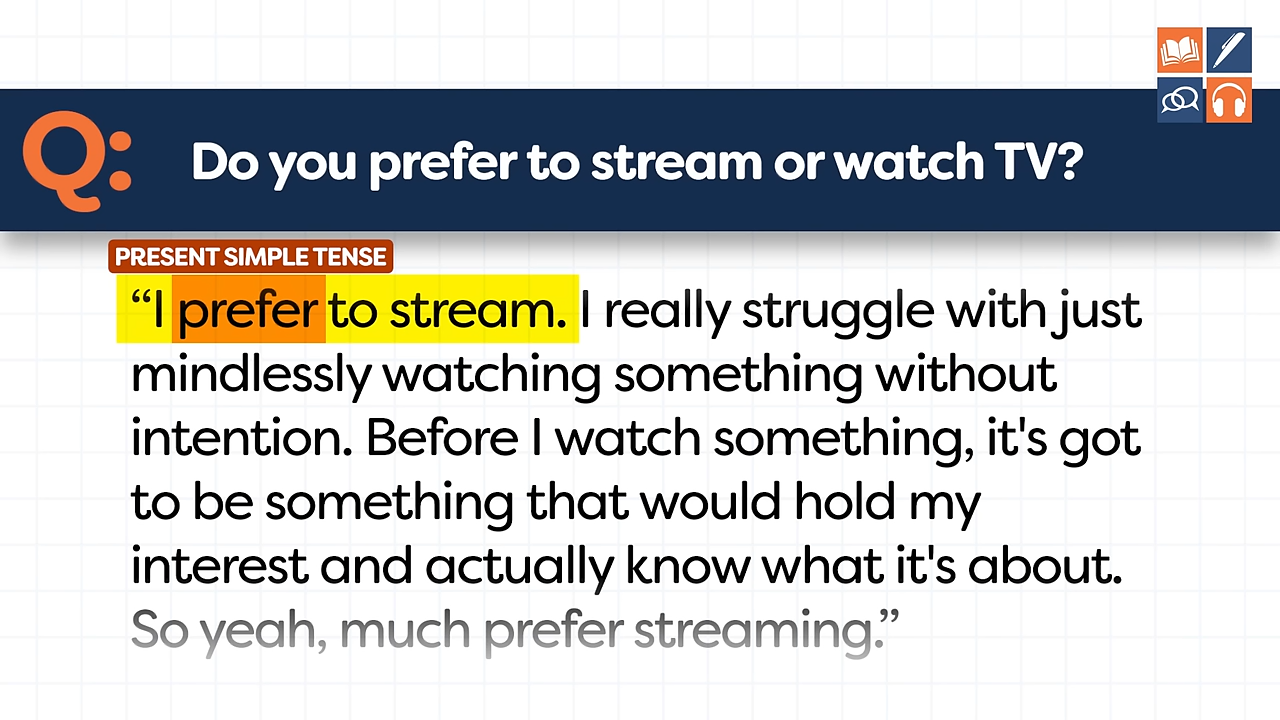 Q:
Do you prefer to stream or watch TV?
PRESENT SIMPLE TENSE
“I prefer to stream. I really struggle with just
mindlessly watching something without
intention. Before I watch something, it's got
to be something that would hold my
interest and actually know what it's about.
So yeah, much prefer streaming.”